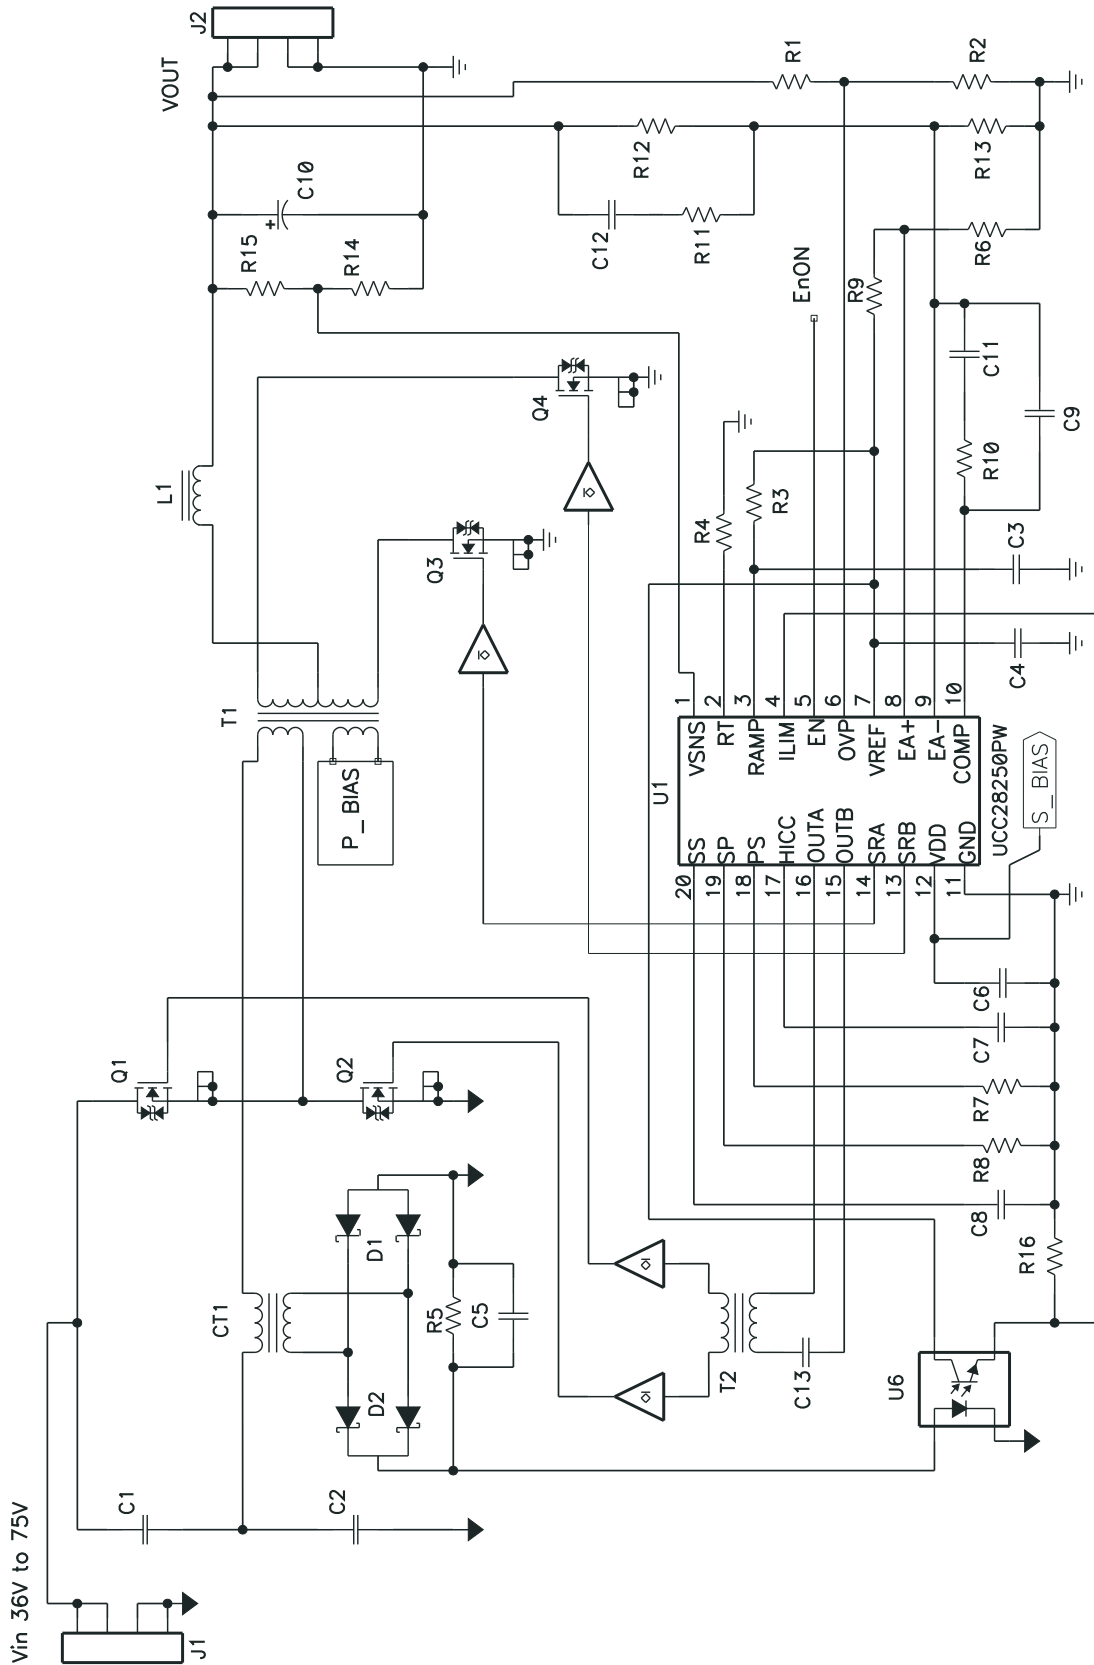 Vin 36V to 75V
J1
C1
C2
CT1
D1
D2
R5
C5
Q1
Q2
T1
P_BIAS
L1
Q3
Q4
R15
R14
C10
VOUT
J2
R1
R2
R12
R13
C12
R11
R6
R9
EnON
C11
R10
C9
R4
R3
C3
C4
U1
UCC28250PW
1 VSNS
2 RT
3 RAMP
4 ILIM
5 EN
6 OVP
7 VREF
8 EA+
9 EA-
10 COMP
20 SS
19 SP
18 PS
17 HICC
16 OUTA
15 OUTB
14 SRA
13 SRB
12 VDD
11 GND
S_BIAS
C6
C7
R7
R8
C8
R16
T2
C13
U6